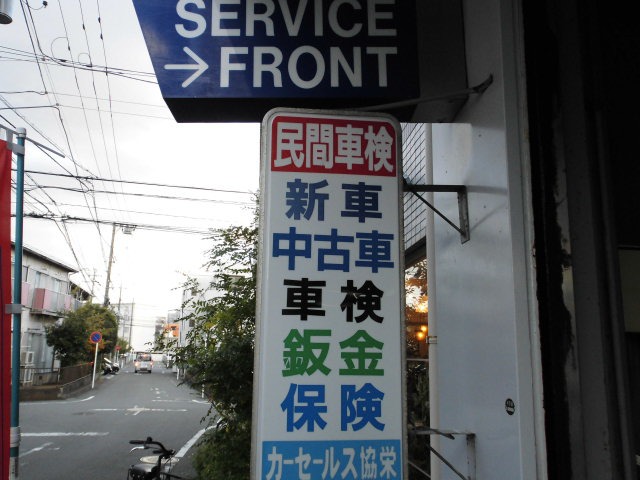 SERVICE
→FRONT
民間車検
新車
中古車
車検
鈑金
保険
カーセールス協栄